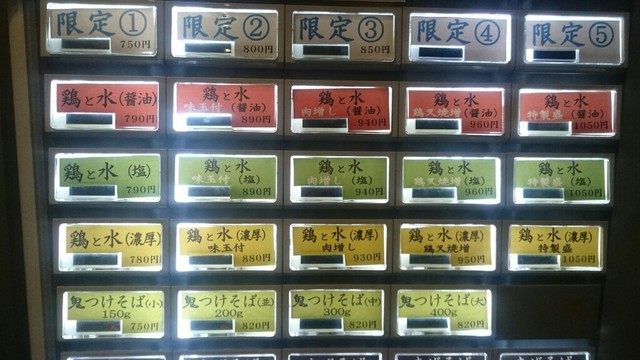 限定①
750円
限定②
800円
限定③
850円
限定④
限定⑤
鶏と水(醤油)
790円
鶏と水
味玉付(醤油)
890円
鶏と水
肉増し(醤油)
940円
鶏と水
鶏叉焼増(醤油)
960円
鶏と水
特製盛(醤油)
1050円
鶏と水(塩)
790円
鶏と水
味玉付(塩)
890円
鶏と水
肉増し(塩)
940円
鶏と水
鶏叉焼増(塩)
960円
鶏と水
特製盛(塩)
1050円
鶏と水(濃厚)
780円
鶏と水(濃厚)
味玉付
880円
鶏と水(濃厚)
肉増し
930円
鶏と水(濃厚)
鶏叉焼増
950円
鶏と水(濃厚)
特製盛
1050円
鬼つけそば(小)
150g
750円
鬼つけそば(並)
200g
820円
鬼つけそば(中)
300g
820円
鬼つけそば(大)
400g
820円